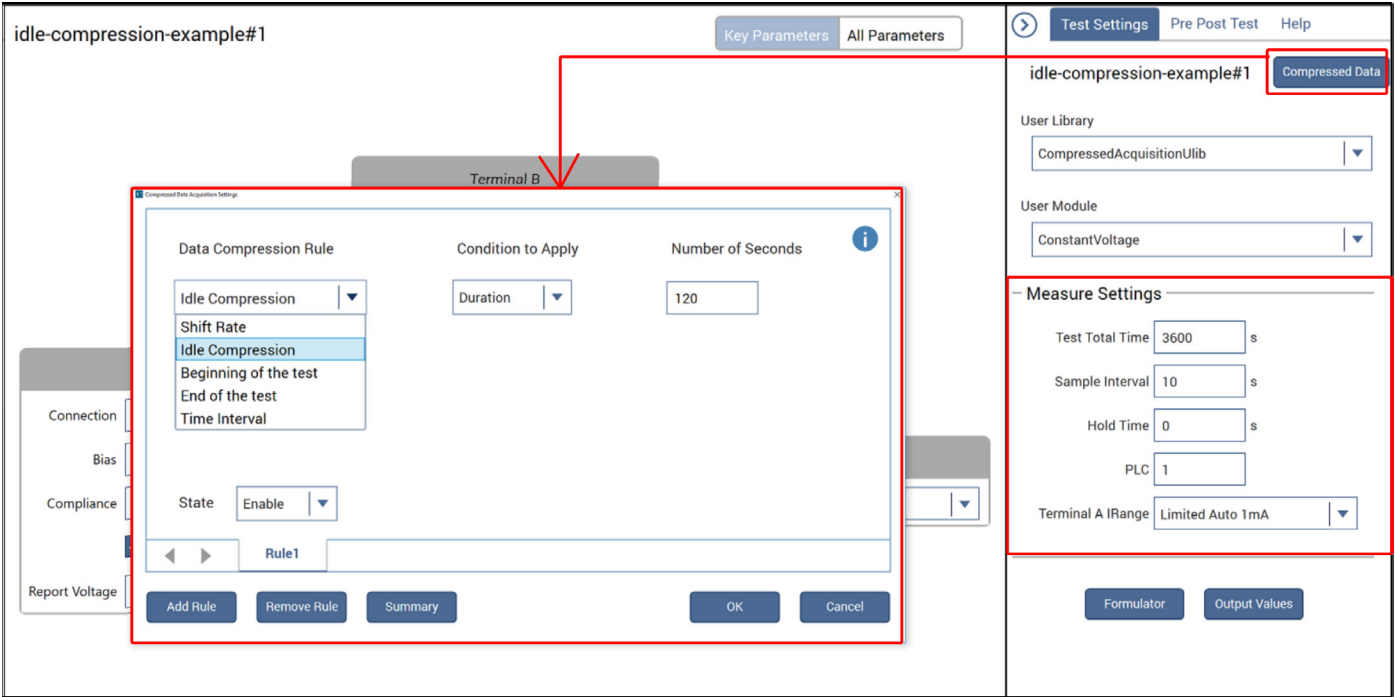 idle-compression-example#1
Key Parameters
All Parameters
Terminal B
Connection
Bias
Compliance
Report Voltage
Compressed Data Acquisition Settings
Data Compression Rule
Condition to Apply
Number of Seconds
i
Idle Compression
Duration
120
Shift Rate
Idle Compression
Beginning of the test
End of the test
Time Interval
State
Enable
Rule1
Add Rule
Remove Rule
Summary
OK
Cancel
Test Settings
Pre Post Test
Help
idle-compression-example#1
Compressed Data
User Library
CompressedAcquisitionUlib
User Module
ConstantVoltage
Measure Settings
Test Total Time 3600 s
Sample Interval 10 s
Hold Time 0 s
PLC 1
Terminal A IRange Limited Auto 1mA
Formulator
Output Values